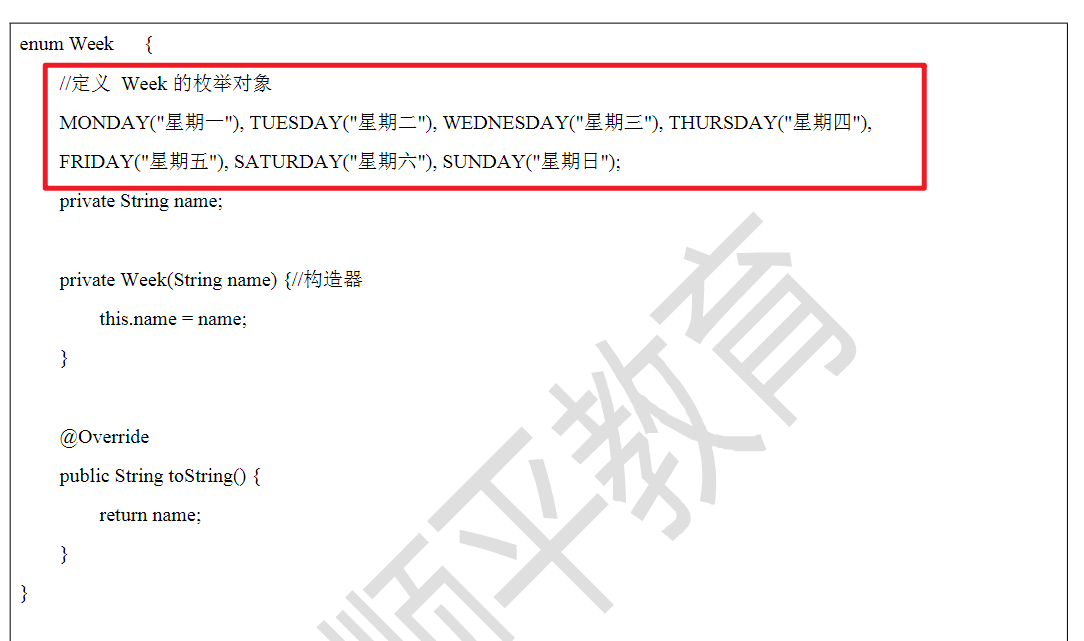 enum Week {
//定义 Week 的枚举对象
MONDAY("星期一"), TUESDAY("星期二"), WEDNESDAY("星期三"), THURSDAY("星期四"),
FRIDAY("星期五"), SATURDAY("星期六"), SUNDAY("星期日");
private String name;
private Week(String name) {//构造器
this.name = name;
}
@Override
public String toString() {
return name;
}
}
顺平教育